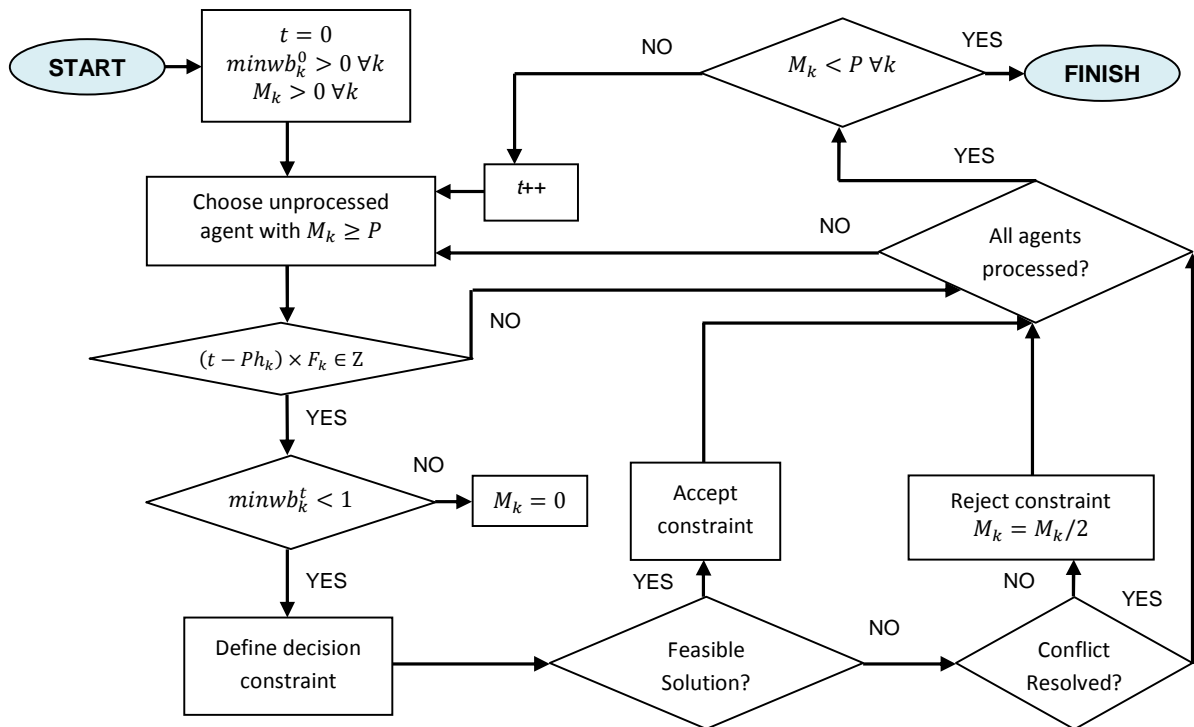 START
t = 0
minwb_k^0 > 0 ∀k
M_k > 0 ∀k
NO
M_k < P ∀k
YES
FINISH
t++
YES
Choose unprocessed
agent with M_k ≥ P
NO
All agents
processed?
NO
(t − Ph_k) × F_k ∈ Z
YES
minwb_k^t < 1
NO
M_k = 0
Accept
constraint
Reject constraint
M_k = M_k/2
YES
YES
NO
YES
Define decision
constraint
Feasible
Solution?
NO
Conflict
Resolved?